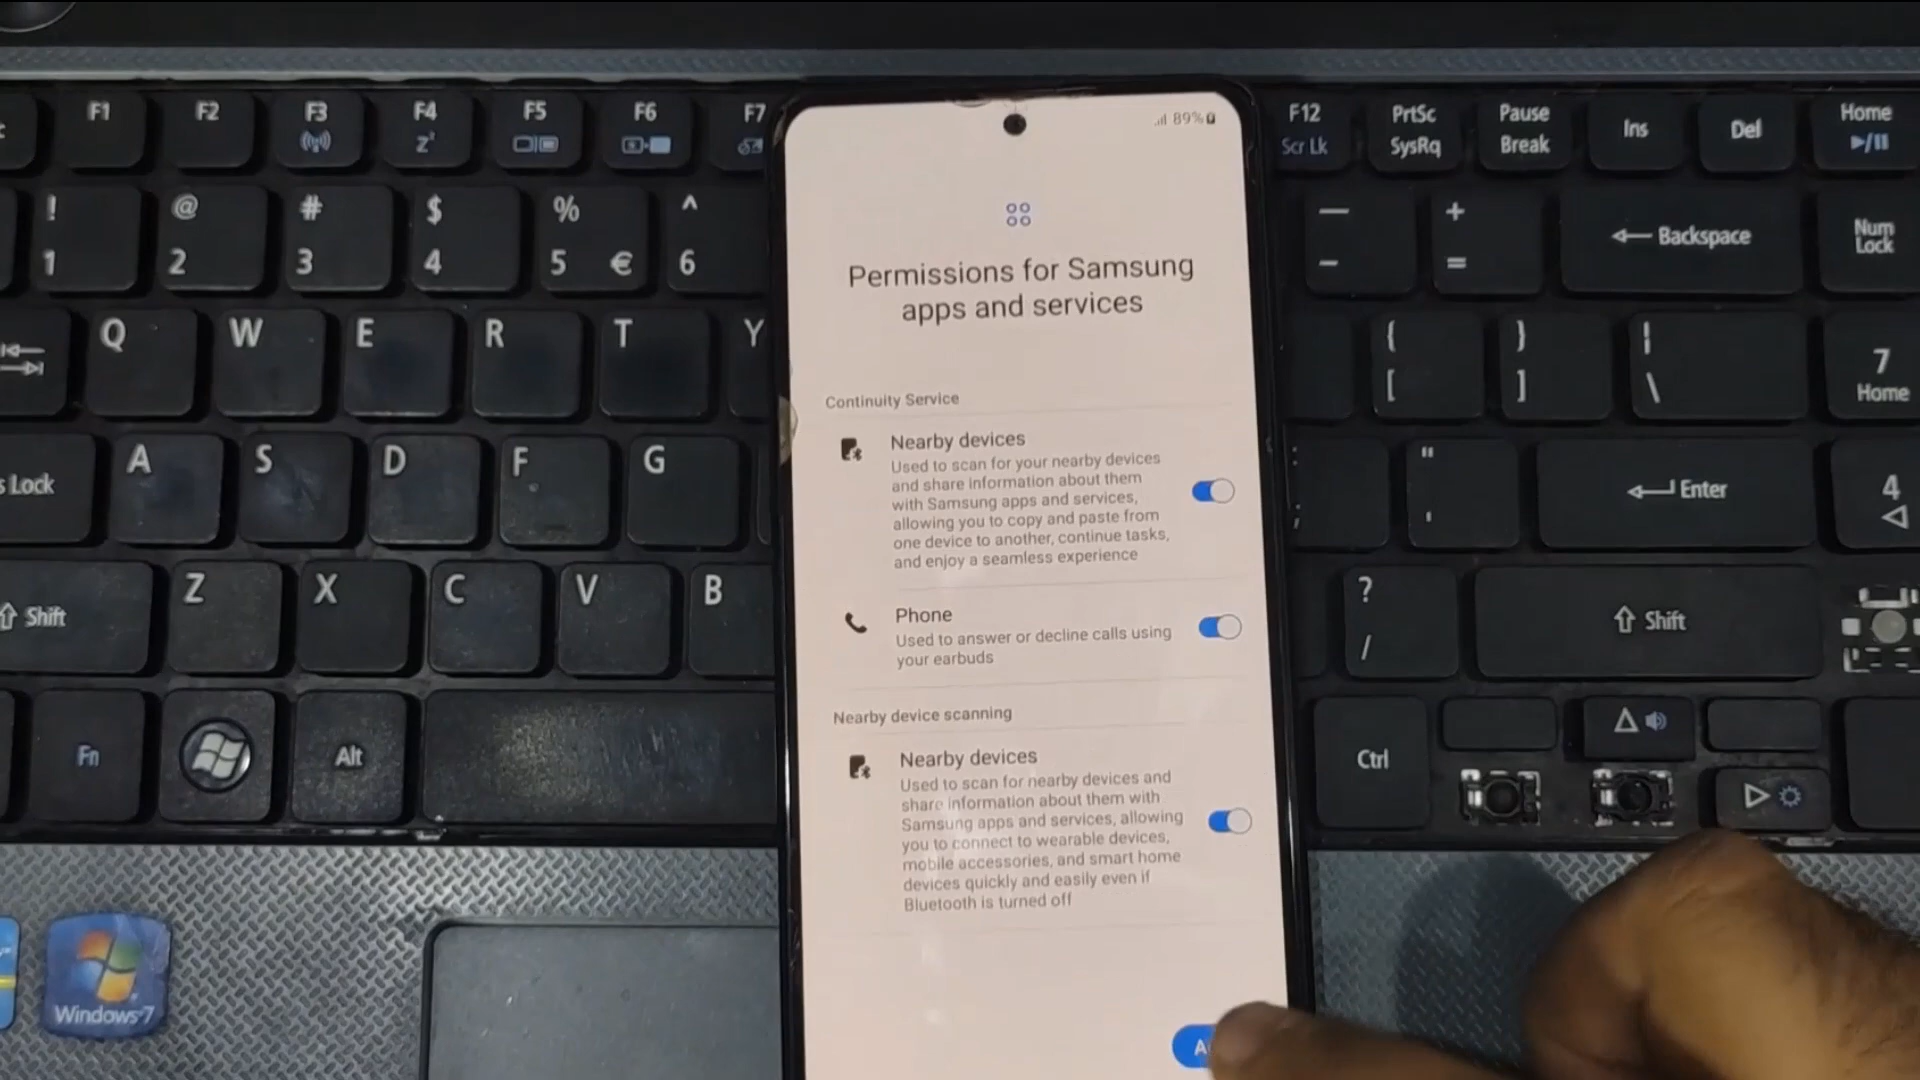 F1 F2 F3 F4 F5 F6 F7
F12 PrtSc Pause Ins Del Home
Scr Lk SysRq Break
! @ # $ % ^
1 2 3 4 5 € 6
— + Backspace Num
- = Lock
Q W E R T Y
{ } | 7
[ ] \ Home
Lock A S D F G
: " Enter 4
; '
Shift Z X C V B
? Shift
/
Fn Alt
Ctrl
Windows 7
89%
Permissions for Samsung
apps and services
Continuity Service
Nearby devices
Used to scan for your nearby devices
and share information about them
with Samsung apps and services,
allowing you to copy and paste from
one device to another, continue tasks,
and enjoy a seamless experience
Phone
Used to answer or decline calls using
your earbuds
Nearby device scanning
Nearby devices
Used to scan for nearby devices and
share information about them with
Samsung apps and services, allowing
you to connect to wearable devices,
mobile accessories, and smart home
devices quickly and easily even if
Bluetooth is turned off